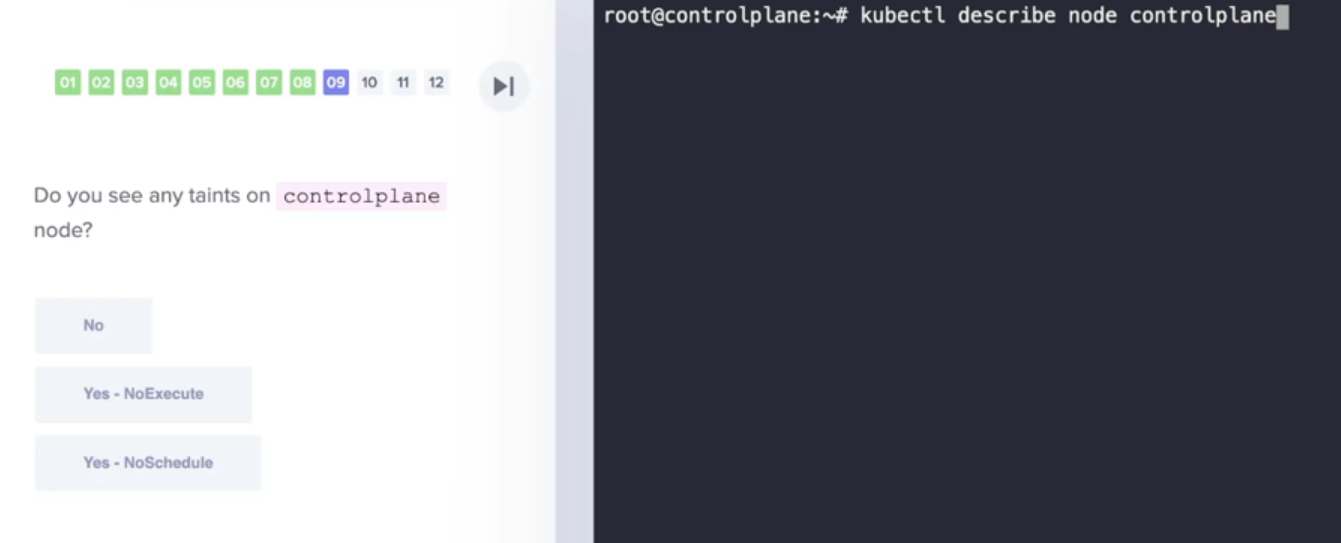 root@controlplane:~# kubectl describe node controlplane
01 02 03 04 05 06 07 08 09 10 11 12
Do you see any taints on controlplane
node?
No
Yes - NoExecute
Yes - NoSchedule